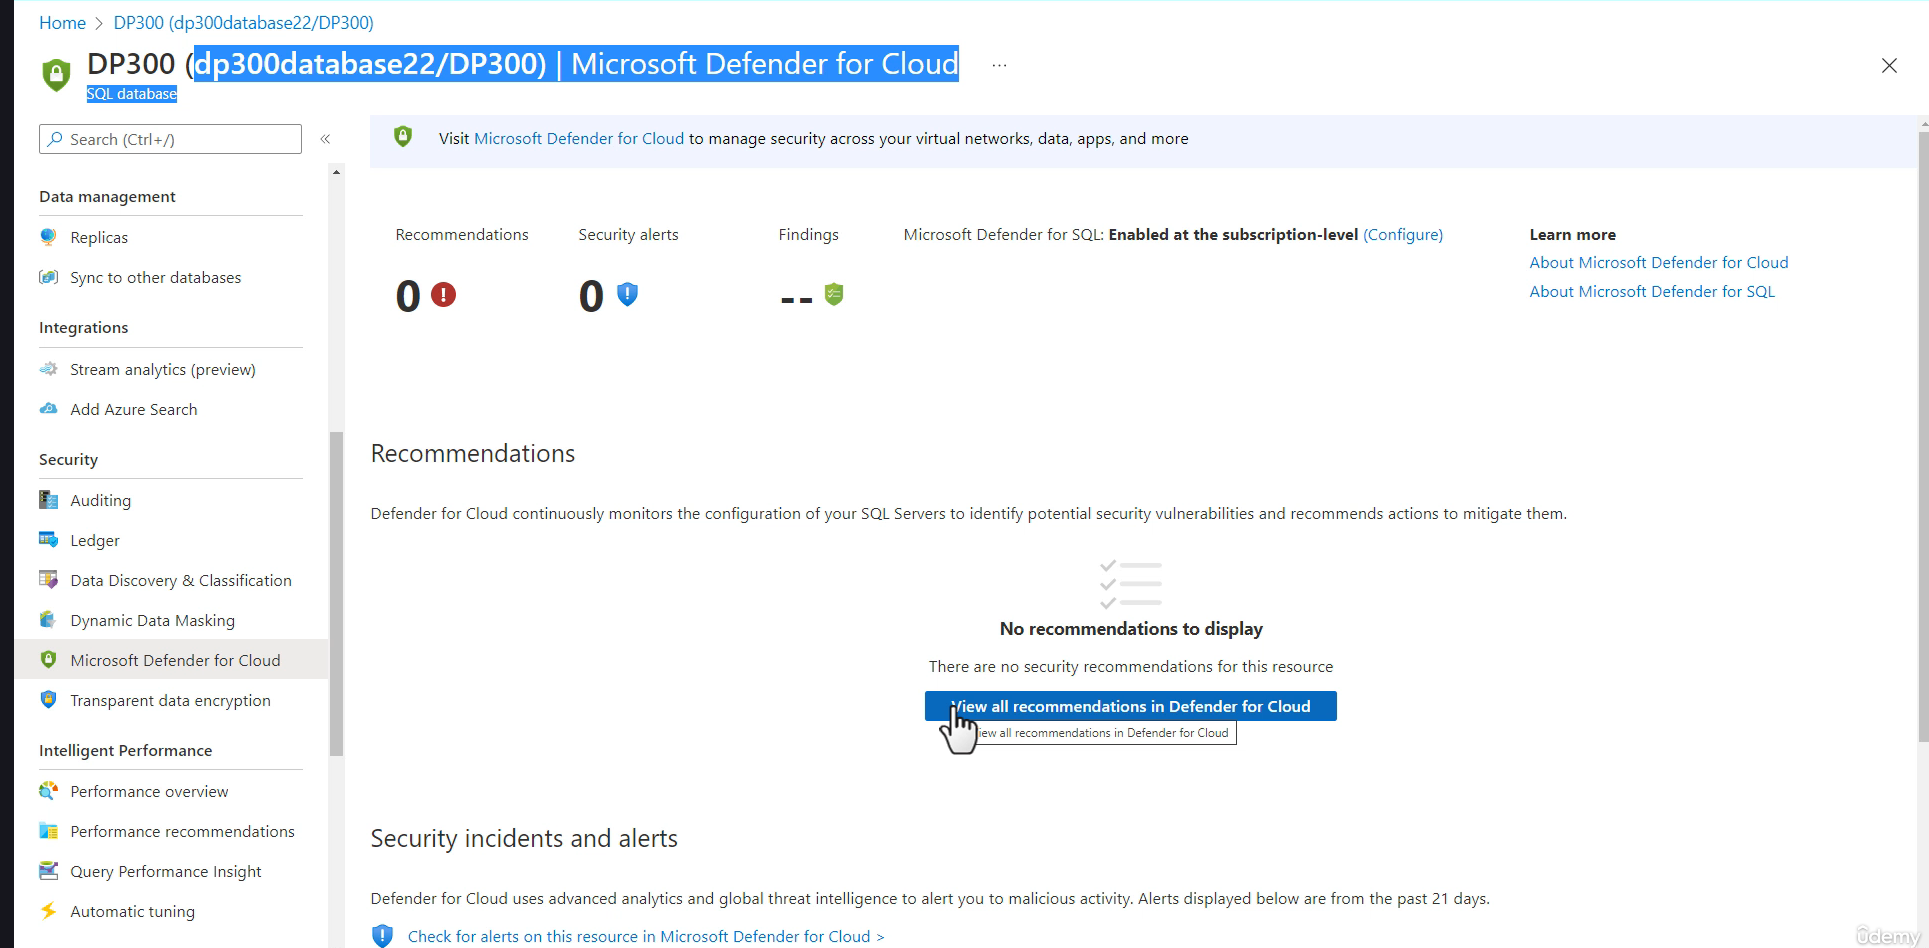 Home > DP300 (dp300database22/DP300)
DP300 (dp300database22/DP300) | Microsoft Defender for Cloud ...
SQL database
Search (Ctrl+/)
«
Data management
Replicas
Sync to other databases
Integrations
Stream analytics (preview)
Add Azure Search
Security
Auditing
Ledger
Data Discovery & Classification
Dynamic Data Masking
Microsoft Defender for Cloud
Transparent data encryption
Intelligent Performance
Performance overview
Performance recommendations
Query Performance Insight
Automatic tuning
Visit Microsoft Defender for Cloud to manage security across your virtual networks, data, apps, and more
Recommendations
0
Security alerts
0
Findings
--
Microsoft Defender for SQL: Enabled at the subscription-level (Configure)
Learn more
About Microsoft Defender for Cloud
About Microsoft Defender for SQL
Recommendations
Defender for Cloud continuously monitors the configuration of your SQL Servers to identify potential security vulnerabilities and recommends actions to mitigate them.
No recommendations to display
There are no security recommendations for this resource
View all recommendations in Defender for Cloud
View all recommendations in Defender for Cloud
Security incidents and alerts
Defender for Cloud uses advanced analytics and global threat intelligence to alert you to malicious activity. Alerts displayed below are from the past 21 days.
Check for alerts on this resource in Microsoft Defender for Cloud >
ûdemy